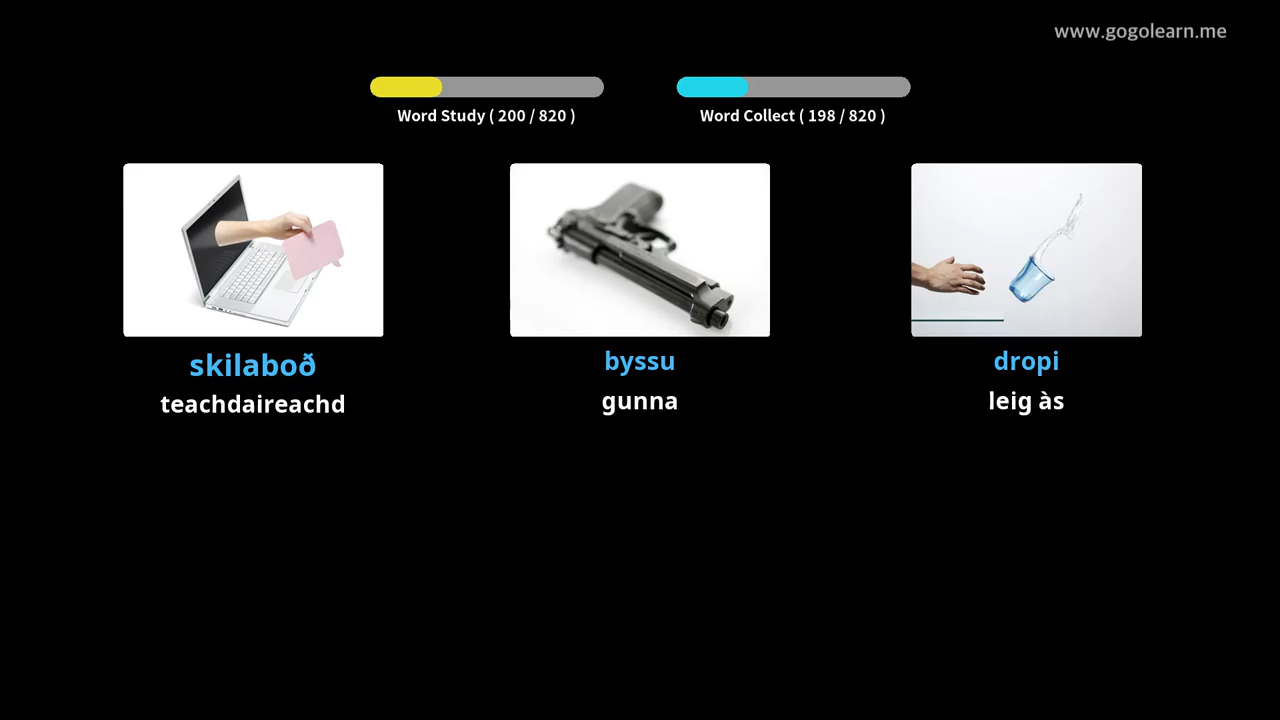 www.gogolearn.me
Word Study ( 200 / 820 )
Word Collect ( 198 / 820 )
skilaboð
teachdaireachd
byssu
gunna
dropi
leig às